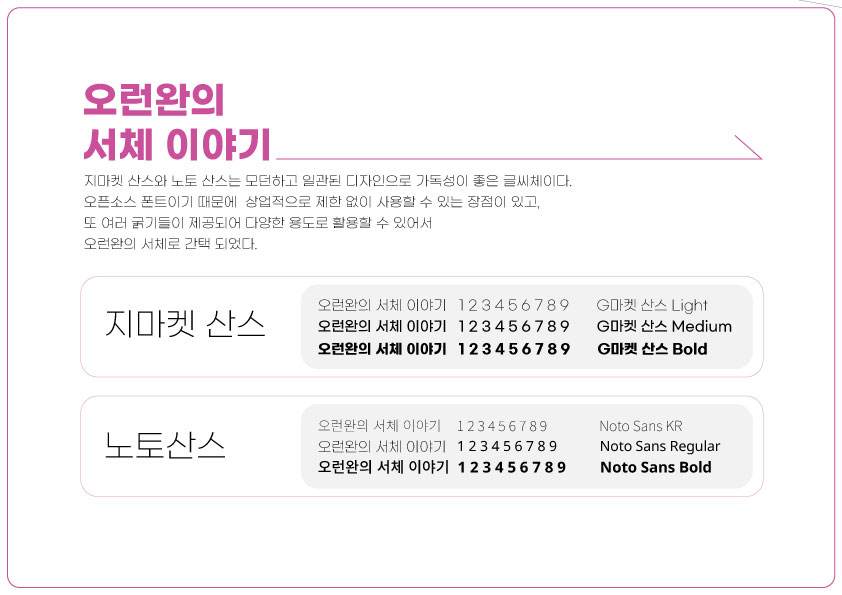 오런완의
서체 이야기
지마켓 산스와 노토 산스는 모던하고 일관된 디자인으로 가독성이 좋은 글씨체이다.
오픈소스 폰트이기 때문에 상업적으로 제한 없이 사용할 수 있는 장점이 있고,
또 여러 굵기들이 제공되어 다양한 용도로 활용할 수 있어서
오런완의 서체로 간택 되었다.
지마켓 산스
오런완의 서체 이야기 1 2 3 4 5 6 7 8 9 G마켓 산스 Light
오런완의 서체 이야기 1 2 3 4 5 6 7 8 9 G마켓 산스 Medium
오런완의 서체 이야기 1 2 3 4 5 6 7 8 9 G마켓 산스 Bold
노토산스
오런완의 서체 이야기 1 2 3 4 5 6 7 8 9 Noto Sans KR
오런완의 서체 이야기 1 2 3 4 5 6 7 8 9 Noto Sans Regular
오런완의 서체 이야기 1 2 3 4 5 6 7 8 9 Noto Sans Bold